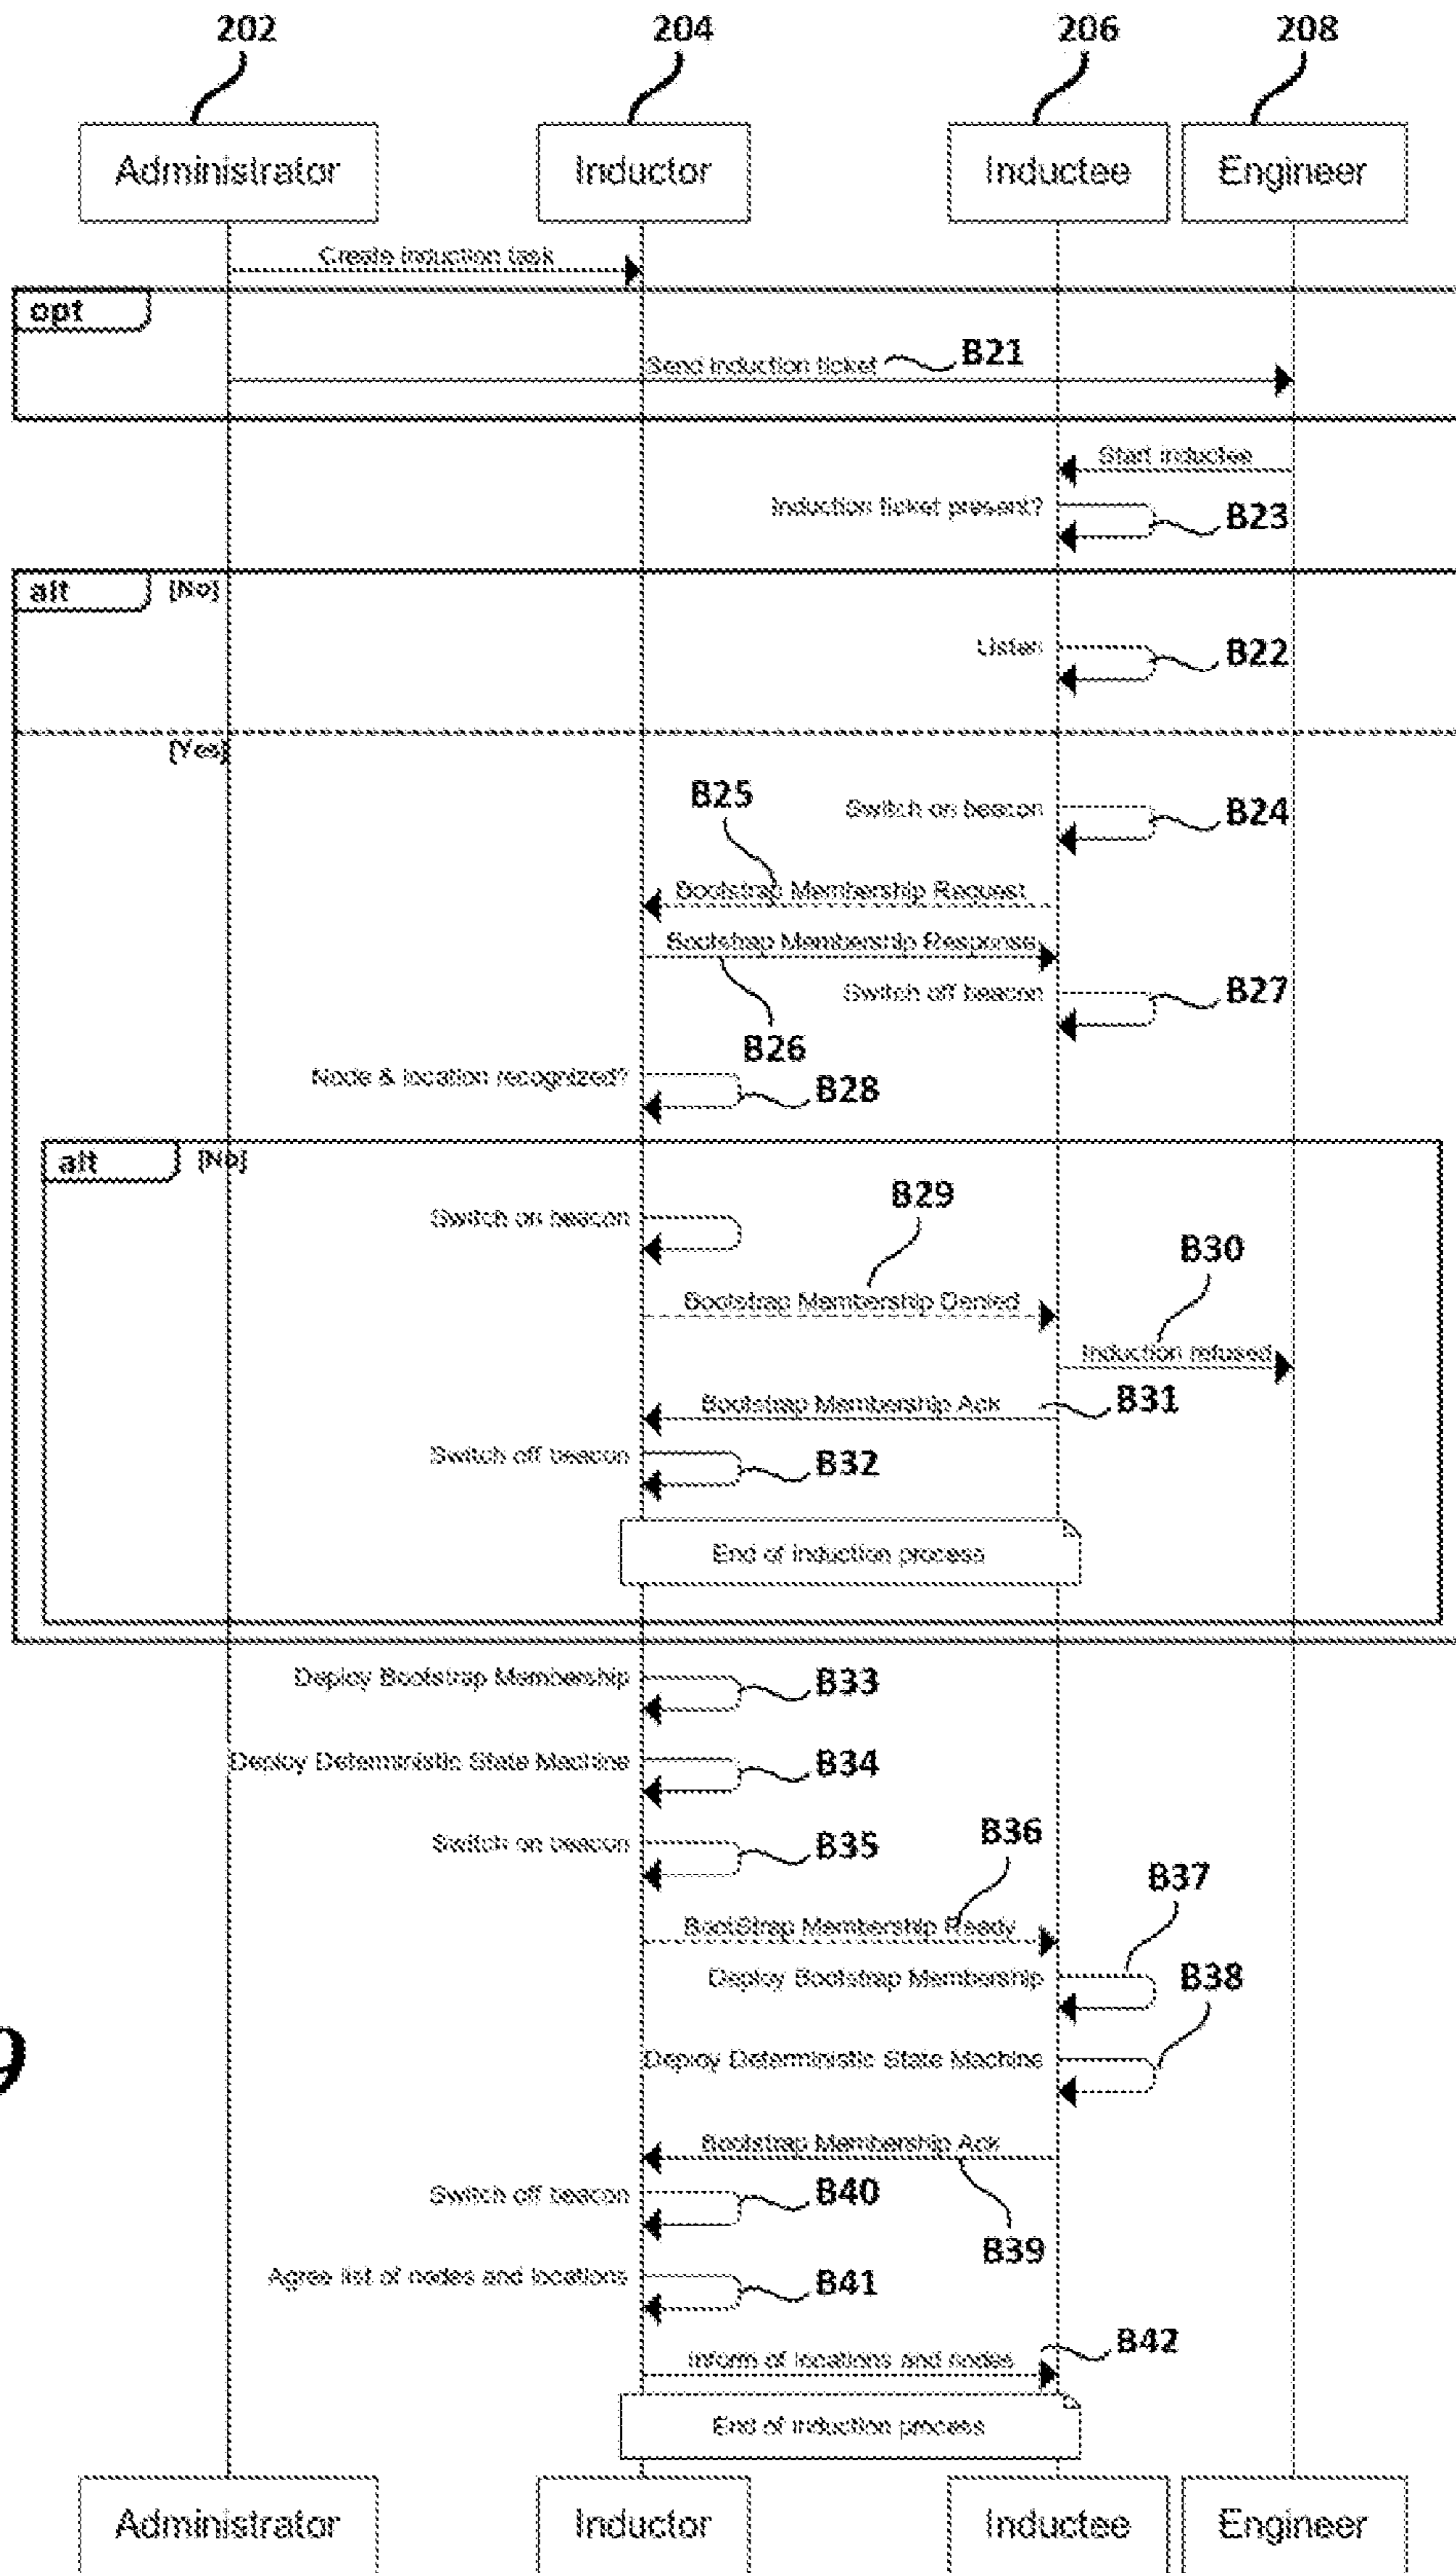 202 204 206 208
Administrator Inductor Inductee Engineer
Create induction task
opt
Send induction ticket B21
Start inductee
Induction ticket present? B23
alt [No]
Listen B22
[Yes]
B25
Switch on beacon B24
Bootstrap Membership Request
Bootstrap Membership Response
Switch off beacon B27
B26
Node & location recognized? B28
alt [No]
B29
Switch on beacon
B30
Bootstrap Membership Denied
Induction refused
Bootstrap Membership Ack B31
Switch off beacon B32
End of induction process
Deploy Bootstrap Membership B33
Deploy Deterministic State Machine B34
B36
Switch on beacon B35
B37
BootStrap Membership Ready
Deploy Bootstrap Membership B38
9
Deploy Deterministic State Machine
Bootstrap Membership Ack
Switch off beacon B40
B39
Agree list of nodes and locations B41
Inform of locations and nodes B42
End of induction process
Administrator Inductor Inductee Engineer